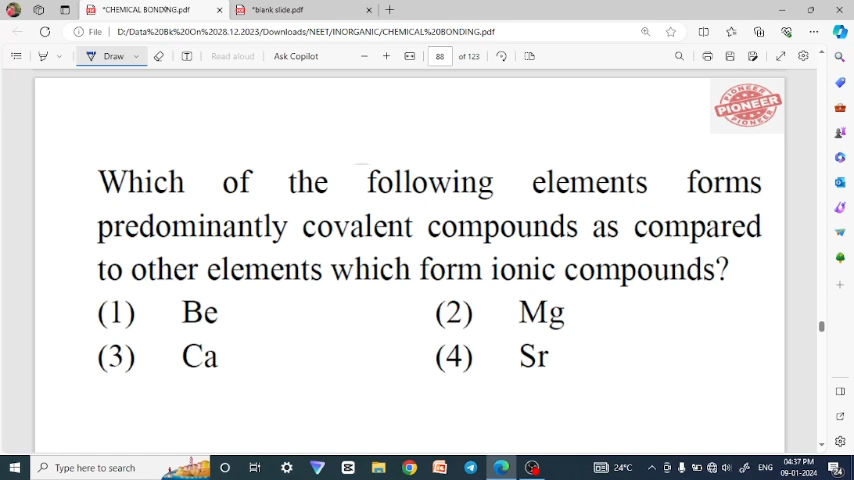 *CHEMICAL BONDING.pdf
*blank slide.pdf
File D:/Data%20Bk%20On%2028.12.2023/Downloads/NEET/INORGANIC/CHEMICAL%20BONDING.pdf
Draw Read aloud Ask Copilot 88 of 123
PIONEER
PIONEER
PIONEER
Which of the following elements forms
predominantly covalent compounds as compared
to other elements which form ionic compounds?
(1) Be (2) Mg
(3) Ca (4) Sr
Type here to search 24°C ENG 04:37 PM
09-01-2024 24